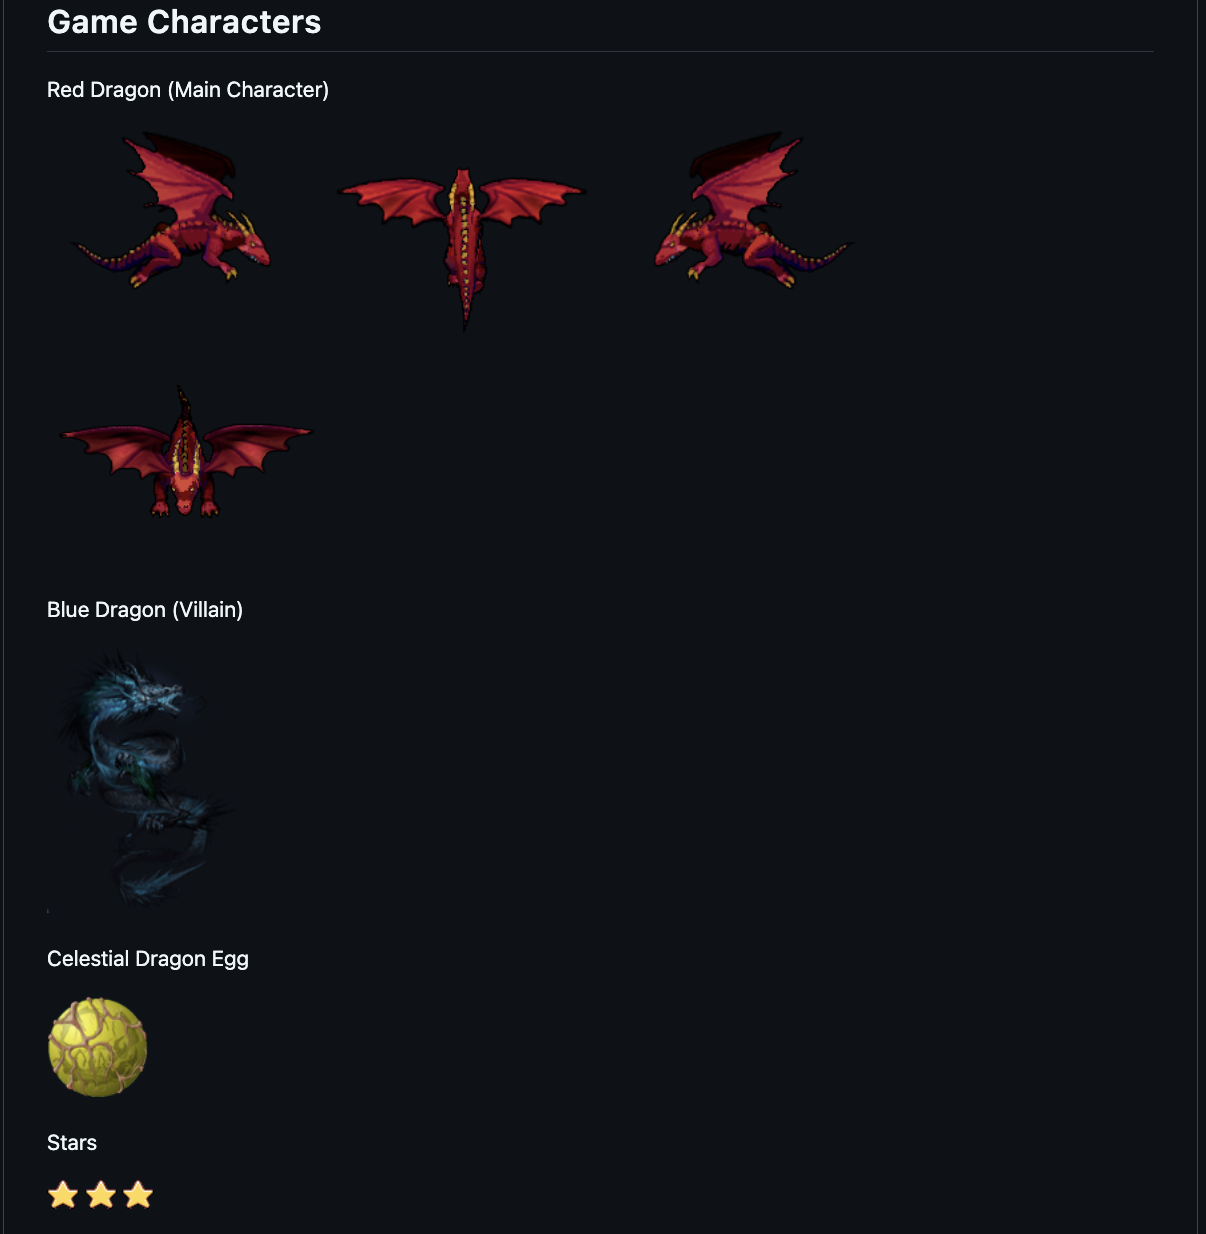 Game Characters
Red Dragon (Main Character)
Blue Dragon (Villain)
Celestial Dragon Egg
Stars